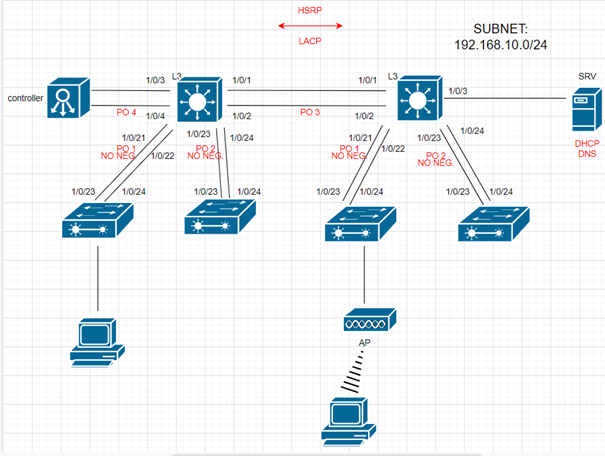 HSRP
LACP
SUBNET:
192.168.10.0/24
controller
1/0/3
L3
1/0/1
1/0/1
L3
1/0/3
SRV
PO 4
1/0/4
1/0/2
PO 3
1/0/2
DHCP
DNS
1/0/21
PO 1
NO NEG.
1/0/22
1/0/23
PO 2
NO NEG.
1/0/24
1/0/21
PO 1
NO NEG.
1/0/22
1/0/23
PO 2
NO NEG.
1/0/24
1/0/23
1/0/24
1/0/23
1/0/24
1/0/23
1/0/24
1/0/23
1/0/24
AP